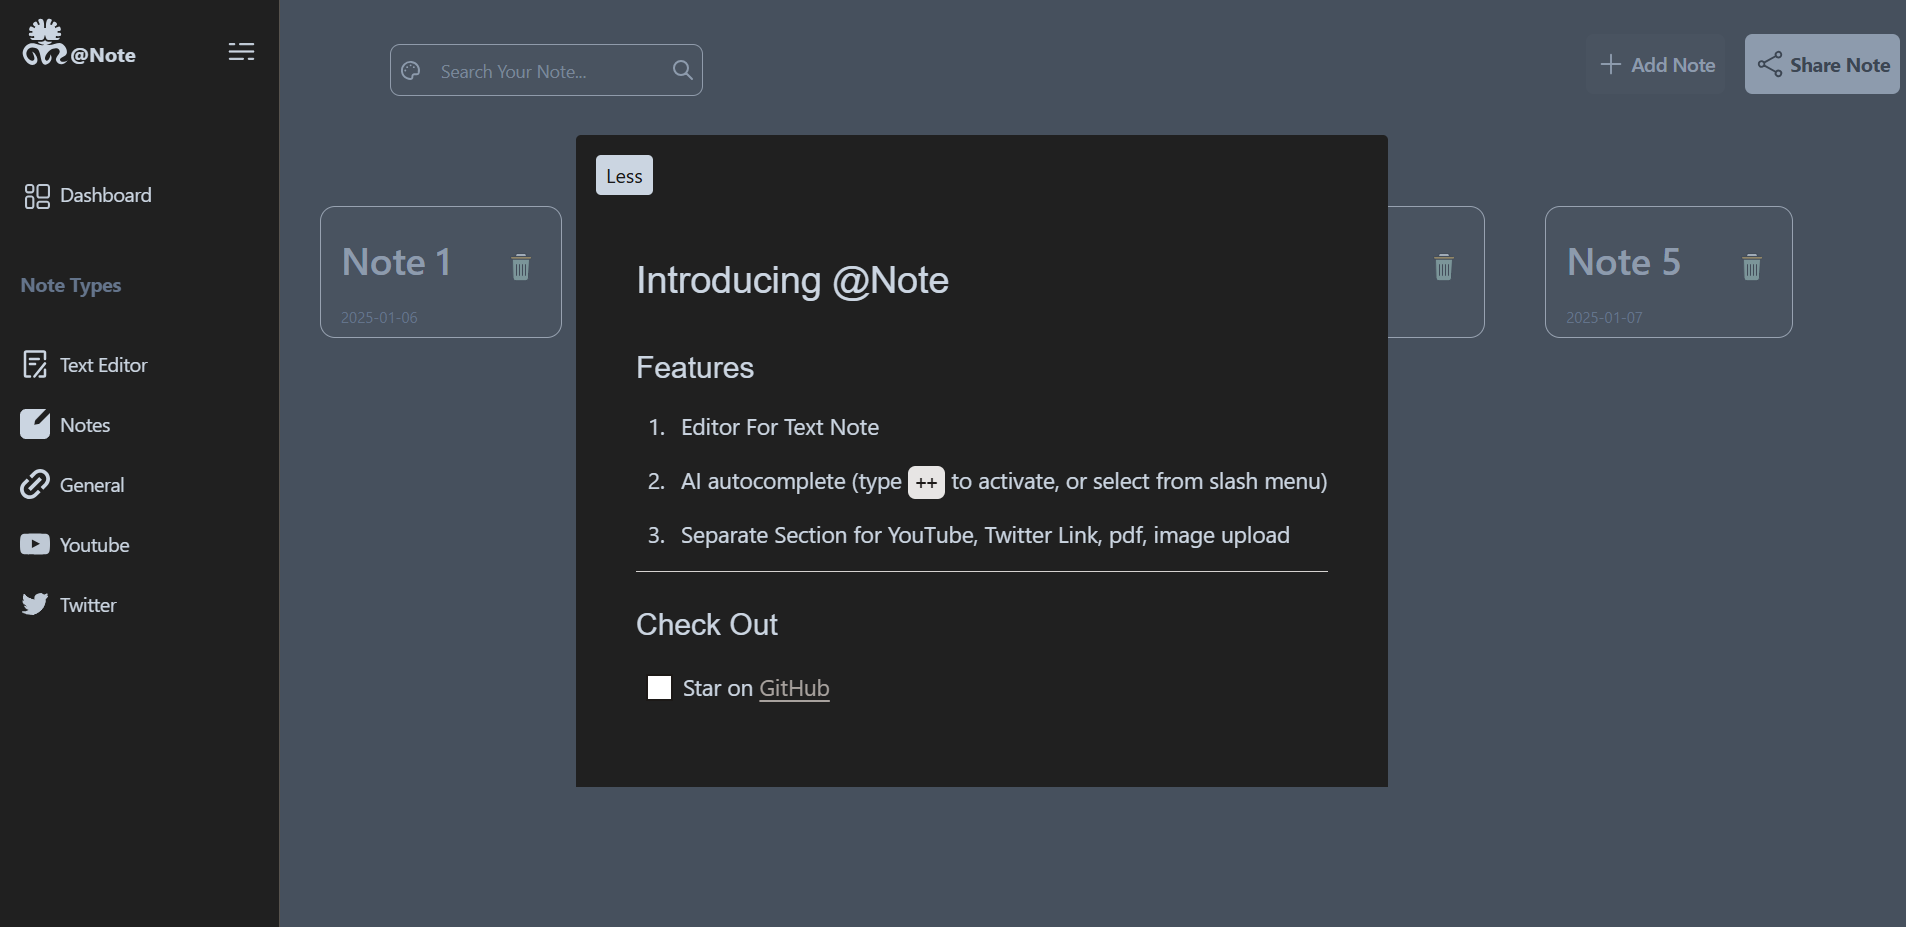 @Note
Search Your Note...
Add Note
Share Note
Less
Dashboard
Note Types
Text Editor
Notes
General
Youtube
Twitter
Note 1
2025-01-06
Note 5
2025-01-07
Introducing @Note
Features
1. Editor For Text Note
2. AI autocomplete (type ++ to activate, or select from slash menu)
3. Separate Section for YouTube, Twitter Link, pdf, image upload
Check Out
Star on GitHub